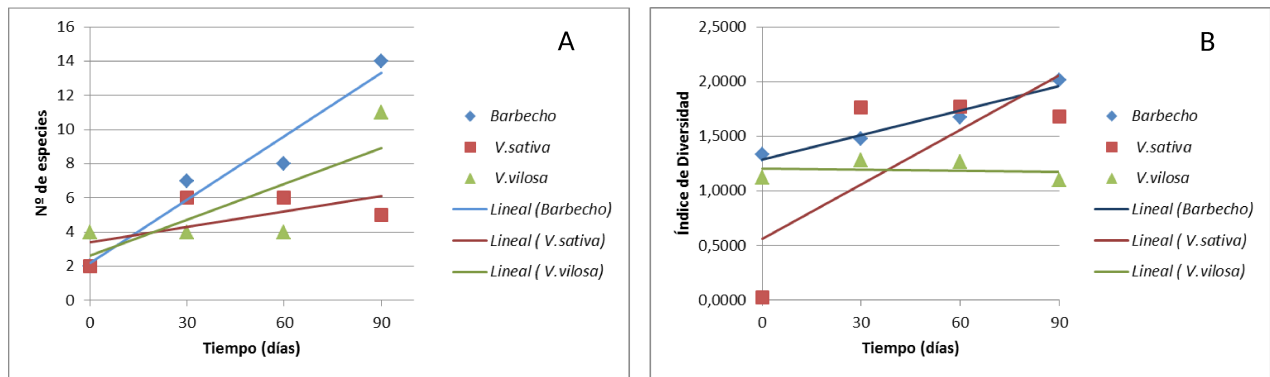 A
Nº de especies
16
14
12
10
8
6
4
2
0
0 30 60 90
Tiempo (días)
Barbecho
V.sativa
V.vilosa
Lineal (Barbecho)
Lineal ( V.sativa)
Lineal ( V.vilosa)
B
Índice de Diversidad
2,5000
2,0000
1,5000
1,0000
0,5000
0,0000
0 30 60 90
Tiempo (días)
Barbecho
V.sativa
V.vilosa
Lineal (Barbecho)
Lineal ( V.sativa)
Lineal ( V.vilosa)